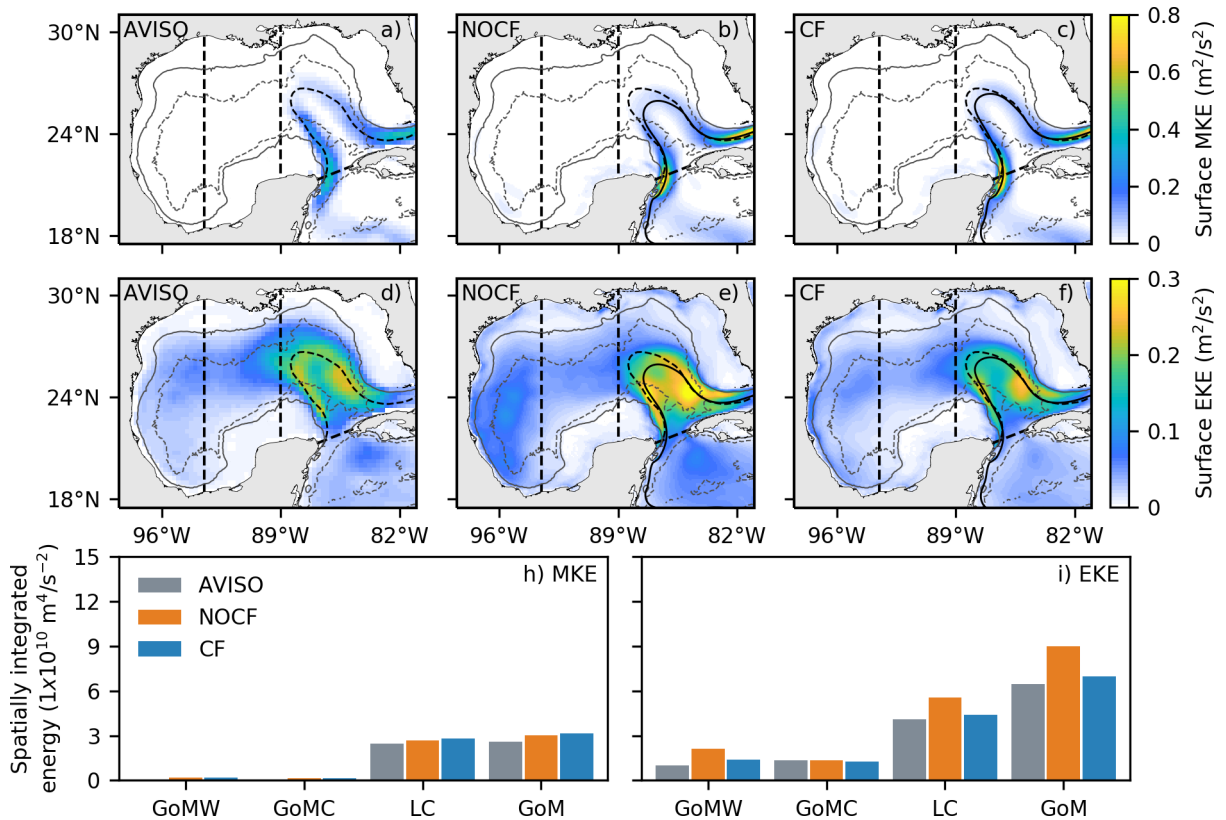 AVISO a) NOCF b) CF c)
30°N
24°N
18°N
0.8
0.6
0.4
0.2
0
Surface MKE (m²/s²)
AVISO d) NOCF e) CF f)
30°N
24°N
18°N
96°W 89°W 82°W 96°W 89°W 82°W 96°W 89°W 82°W
0.3
0.2
0.1
0
Surface EKE (m²/s²)
Spatially integrated
energy (1x10¹⁰ m⁴/s⁻²)
15
12
9
6
3
0
h) MKE
AVISO
NOCF
CF
GoMW GoMC LC GoM
i) EKE
GoMW GoMC LC GoM